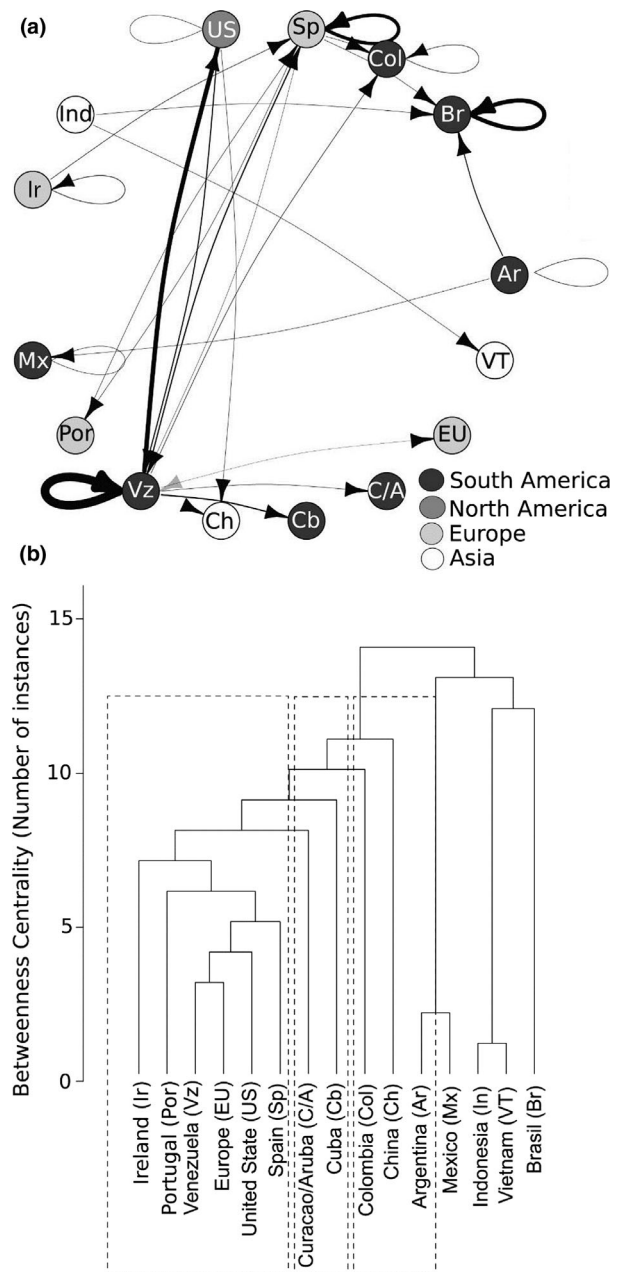 (a)
US
Sp
Col
Ind
Br
Ir
Ar
Mx
VT
Por
EU
Vz
C/A
Ch
Cb
South America
North America
Europe
Asia
(b)
Betweenness Centrality (Number of instances)
15
10
5
0
Ireland (Ir)
Portugal (Por)
Venezuela (Vz)
Europe (EU)
United State (US)
Spain (Sp)
Curacao/Aruba (C/A)
Cuba (Cb)
Colombia (Col)
China (Ch)
Argentina (Ar)
Mexico (Mx)
Indonesia (In)
Vietnam (VT)
Brasil (Br)